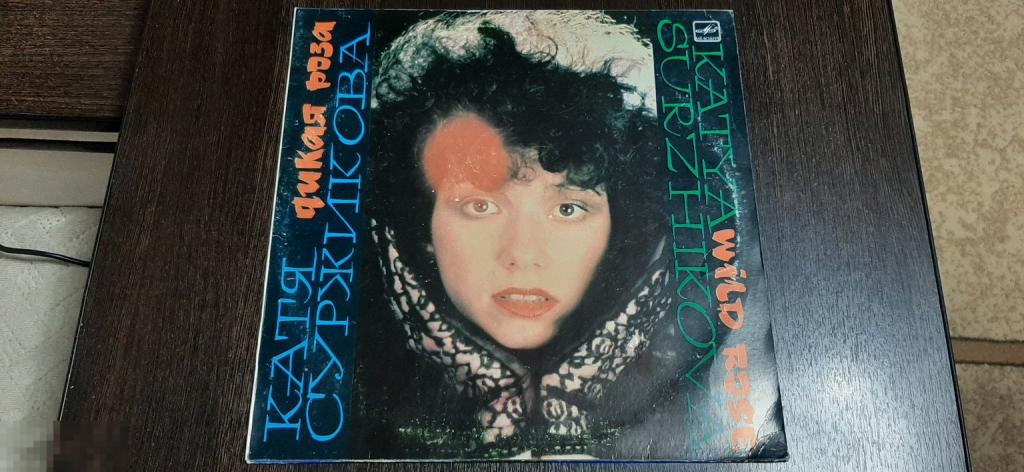 КАТЯ
СУРЖИКОВА
дикая роза
KATYA
SURZHIKOVA
WiLD ROSE